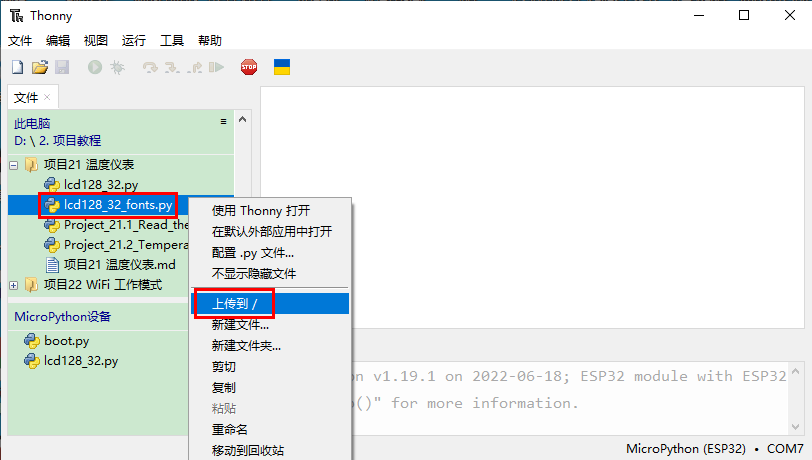 Thonny
文件 编辑 视图 运行 工具 帮助
STOP
文件 ×
此电脑
D: \ 2. 项目教程
项目21 温度仪表
lcd128_32.py
lcd128_32_fonts.py
Project_21.1_Read_the
Project_21.2_Tempera
项目21 温度仪表.md
项目22 WiFi 工作模式
MicroPython设备
boot.py
lcd128_32.py
使用 Thonny 打开
在默认外部应用中打开
配置 .py 文件...
不显示隐藏文件
上传到 /
新建文件...
新建文件夹...
剪切
复制
粘贴
重命名
移动到回收站
on v1.19.1 on 2022-06-18; ESP32 module with ESP32
()" for more information.
MicroPython (ESP32) • COM7